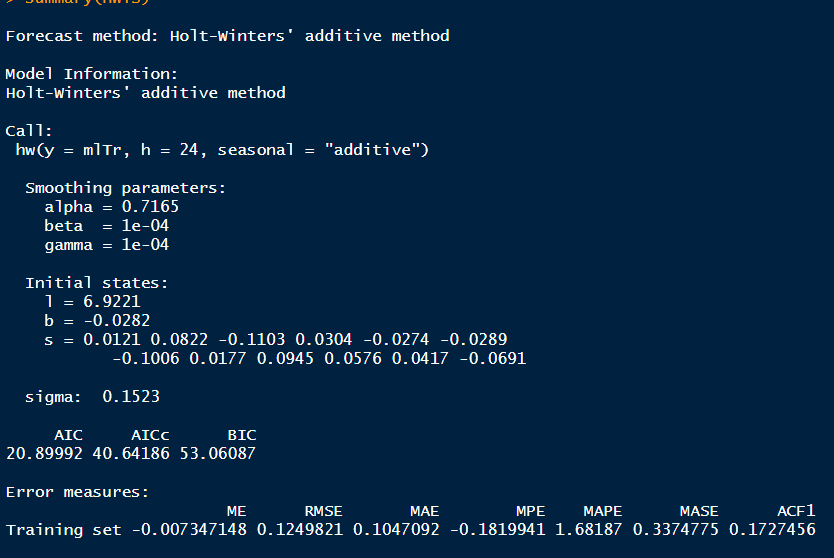 > summary(HWTS)
Forecast method: Holt-Winters' additive method
Model Information:
Holt-Winters' additive method
Call:
hw(y = mlTr, h = 24, seasonal = "additive")
Smoothing parameters:
alpha = 0.7165
beta = 1e-04
gamma = 1e-04
Initial states:
l = 6.9221
b = -0.0282
s = 0.0121 0.0822 -0.1103 0.0304 -0.0274 -0.0289
-0.1006 0.0177 0.0945 0.0576 0.0417 -0.0691
sigma: 0.1523
AIC AICc BIC
20.89992 40.64186 53.06087
Error measures:
ME RMSE MAE MPE MAPE MASE ACF1
Training set -0.007347148 0.1249821 0.1047092 -0.1819941 1.68187 0.3374775 0.1727456